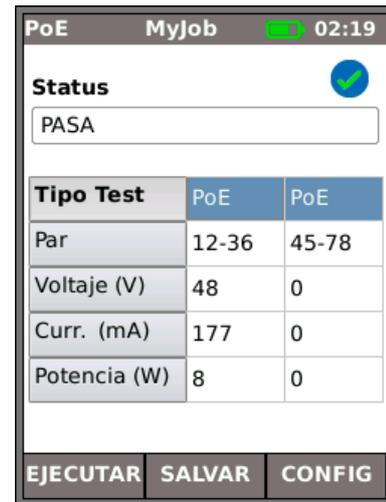 PoE MyJob 02:19
Status
PASA
Tipo Test PoE PoE
Par 12-36 45-78
Voltaje (V) 48 0
Curr. (mA) 177 0
Potencia (W) 8 0
EJECUTAR SALVAR CONFIG